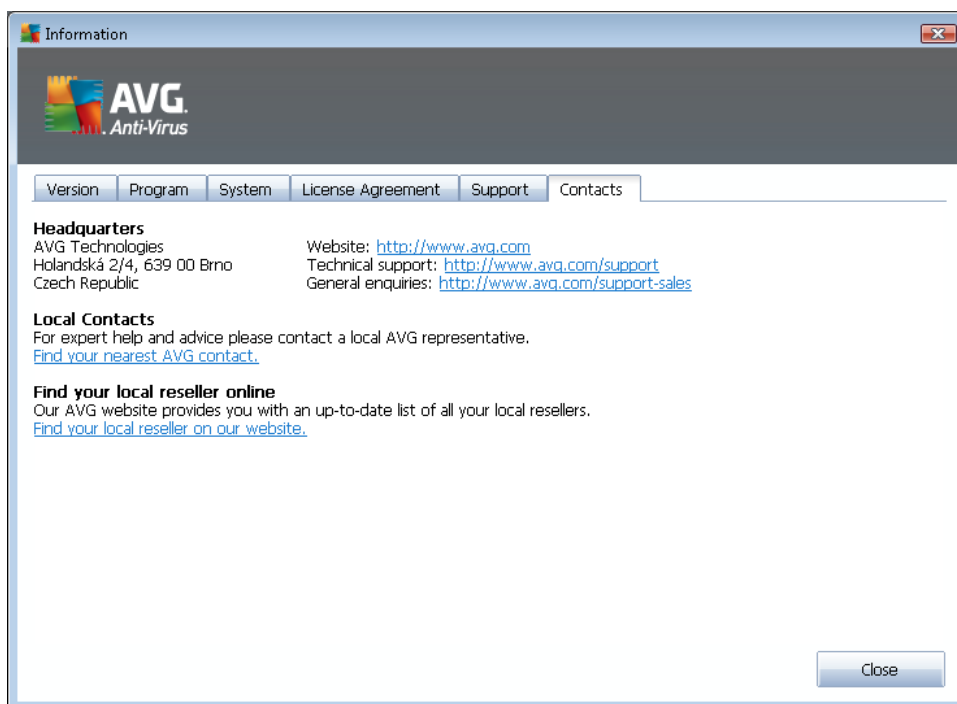 Information
AVG.
Anti-Virus
Version Program System License Agreement Support Contacts
Headquarters
AVG Technologies Website: http://www.avg.com
Holandská 2/4, 639 00 Brno Technical support: http://www.avg.com/support
Czech Republic General enquiries: http://www.avg.com/support-sales
Local Contacts
For expert help and advice please contact a local AVG representative.
Find your nearest AVG contact.
Find your local reseller online
Our AVG website provides you with an up-to-date list of all your local resellers.
Find your local reseller on our website.
Close